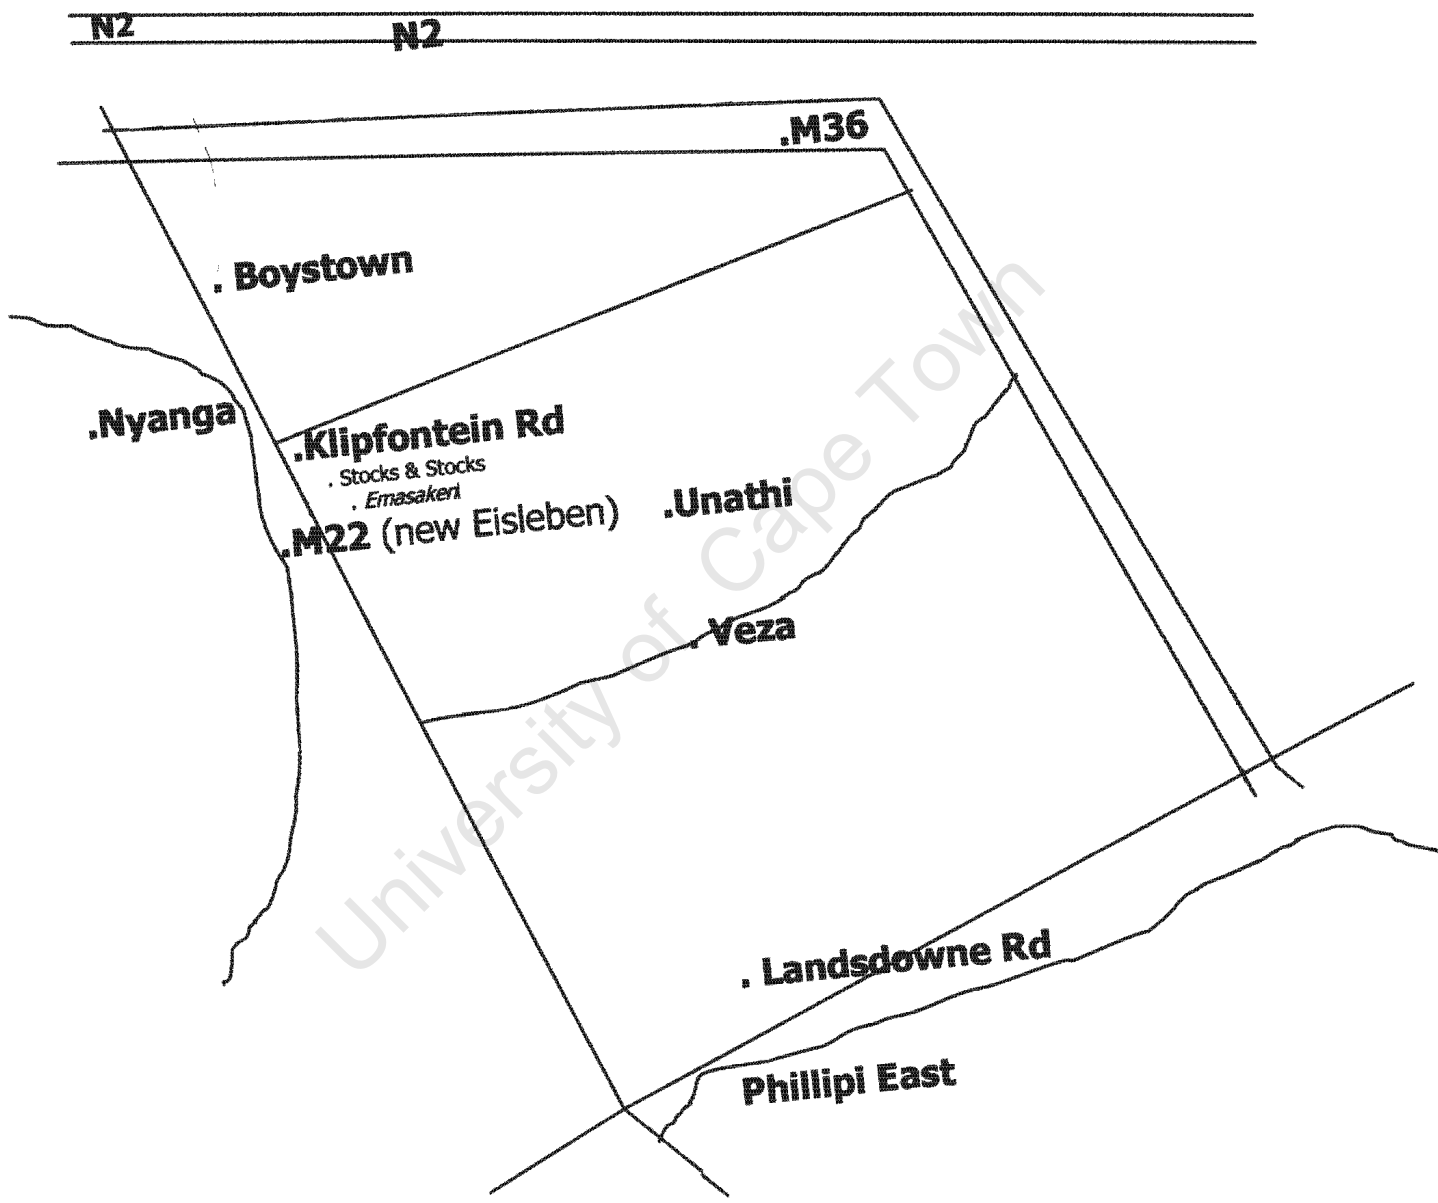 N2
N2
.M36
. Boystown
.Nyanga
.Klipfontein Rd
. Stocks & Stocks
. Emasakeni
.M22 (new Eisleben)
.Unathi
. Veza
. Landsdowne Rd
Phillipi East
University of Cape Town